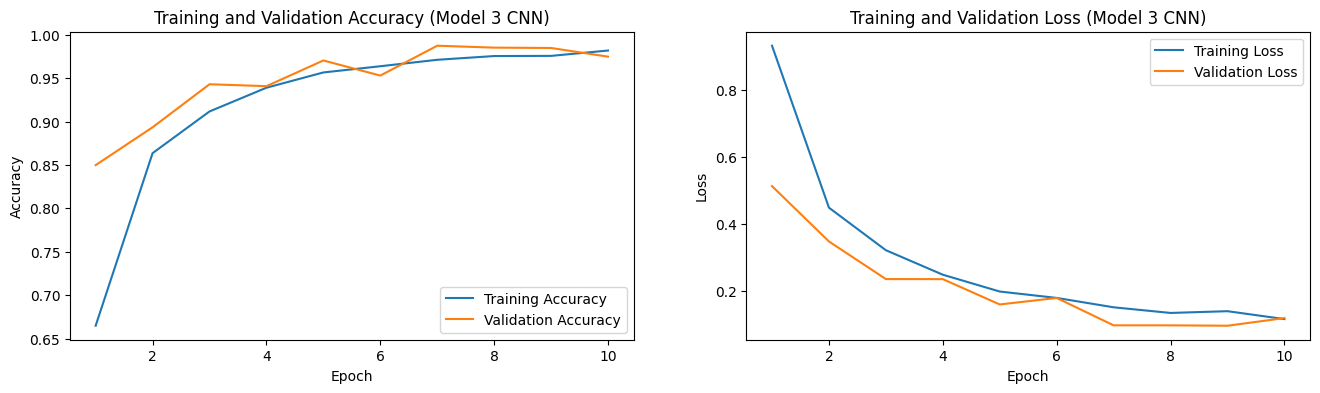 Training and Validation Accuracy (Model 3 CNN)
1.00
0.95
0.90
0.85
0.80
0.75
0.70
0.65
Accuracy
Training Accuracy
Validation Accuracy
2
4
6
8
10
Epoch
Training and Validation Loss (Model 3 CNN)
Training Loss
Validation Loss
0.8
0.6
0.4
0.2
Loss
2
4
6
8
10
Epoch